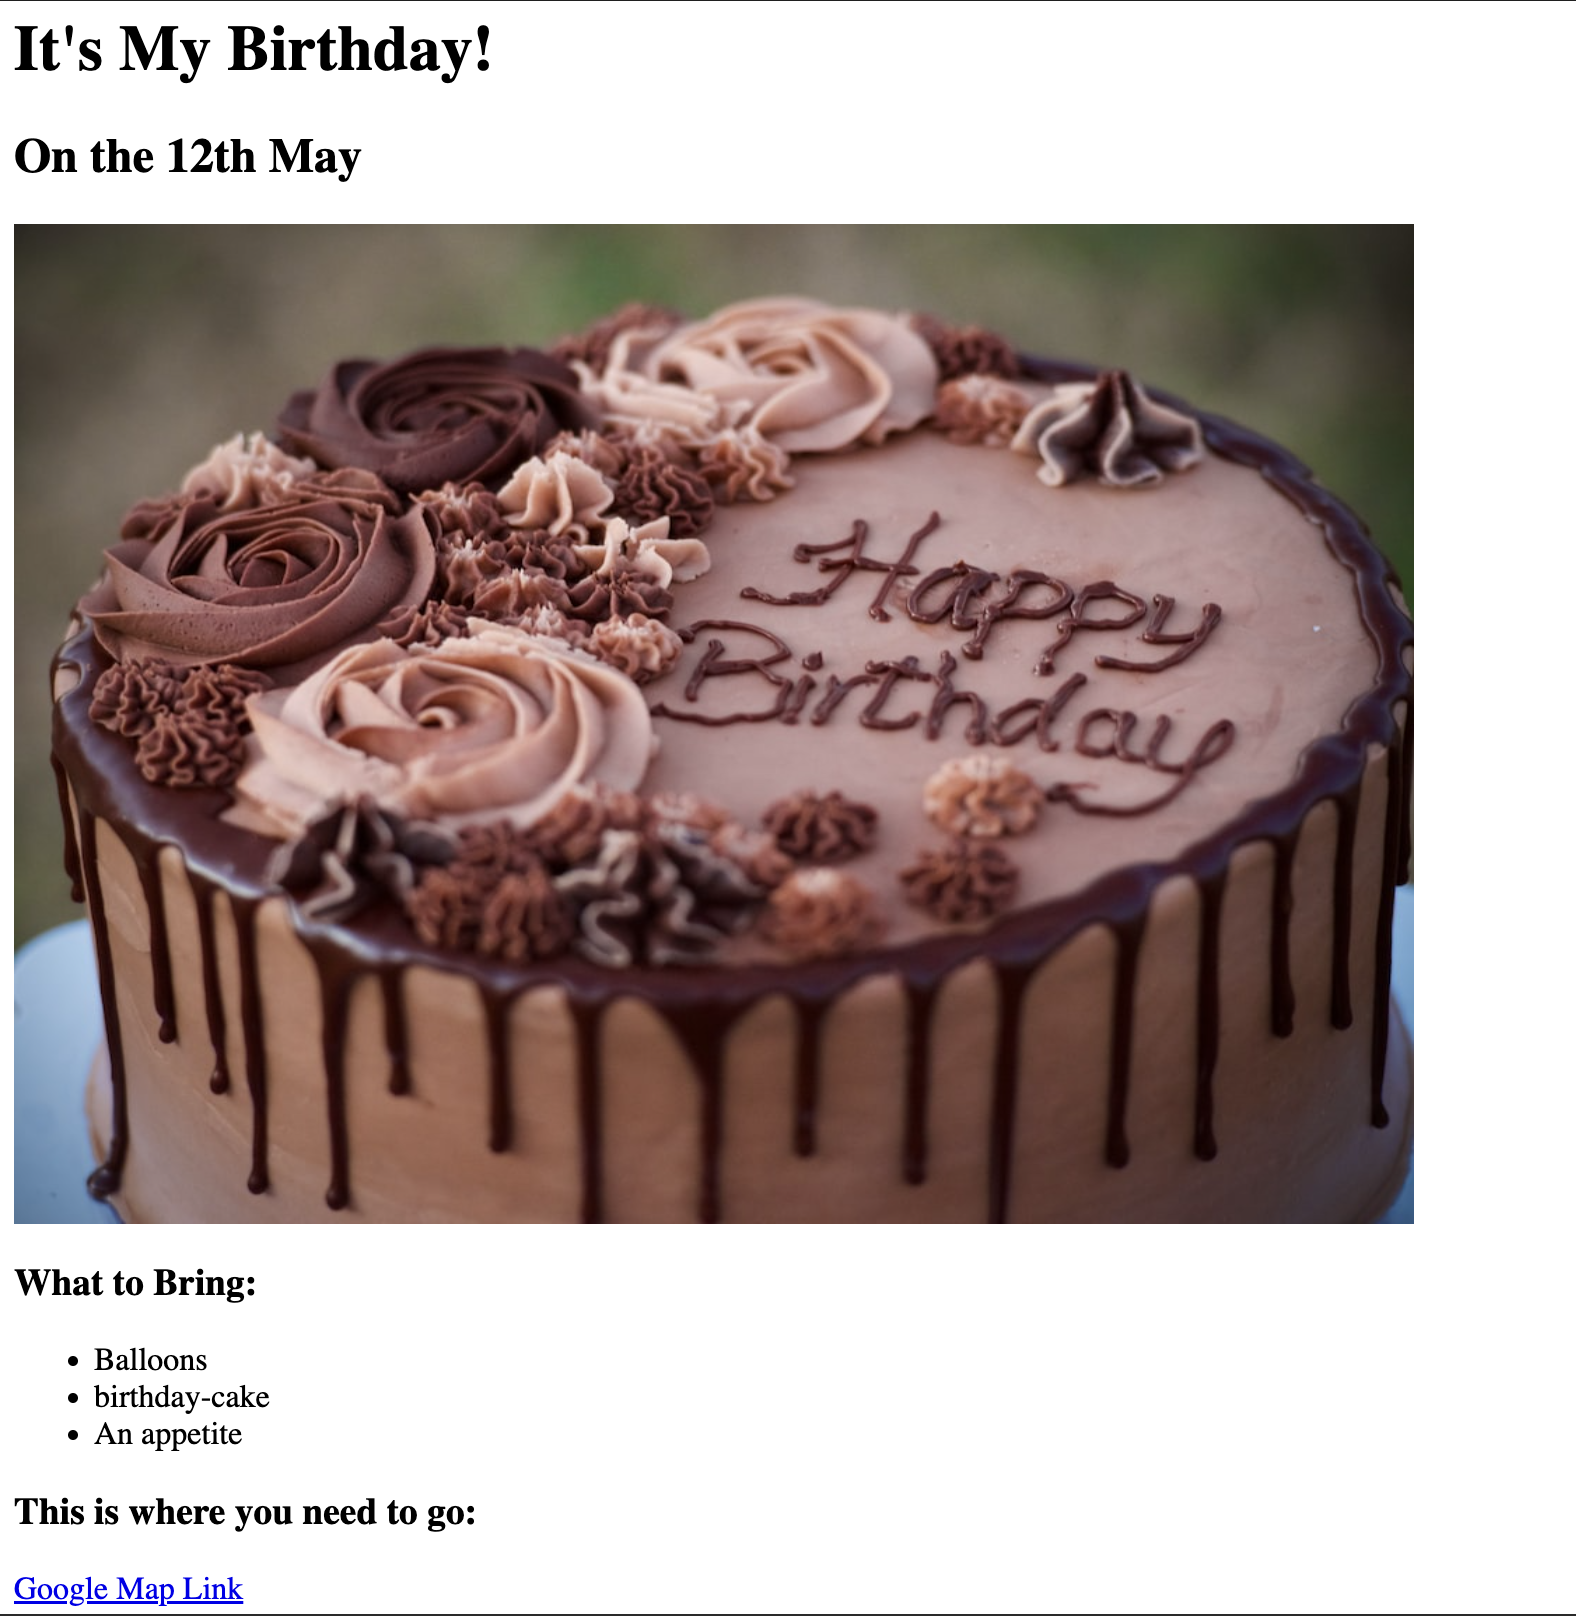 It's My Birthday!
On the 12th May
Happy
Birthday
What to Bring:
Balloons
birthday-cake
An appetite
This is where you need to go:
Google Map Link